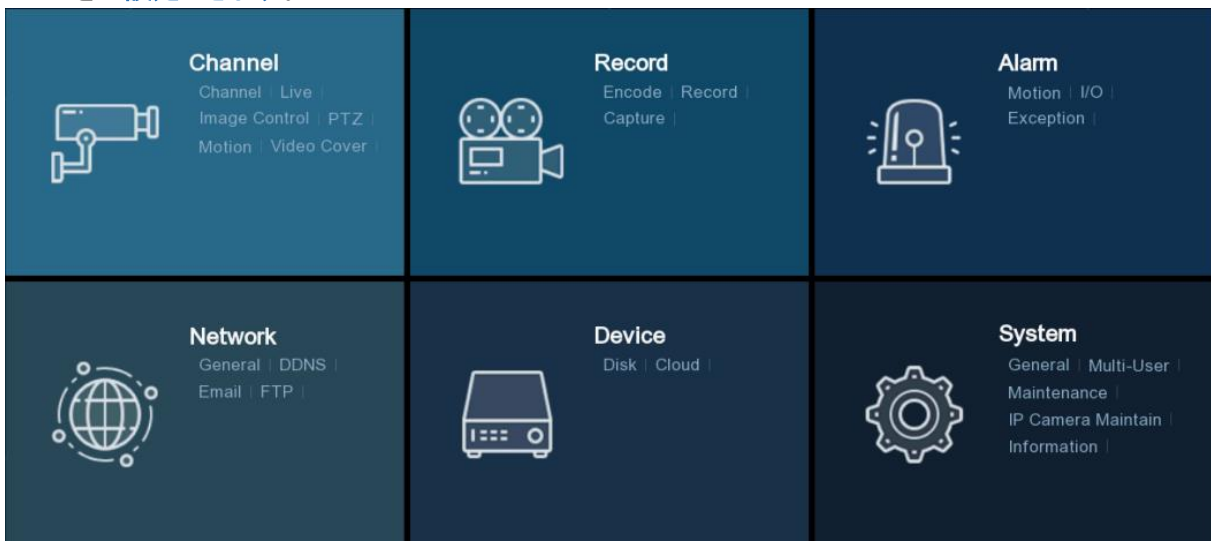 Channel
Channel | Live |
Image Control | PTZ |
Motion | Video Cover |
Record
Encode | Record |
Capture |
Alarm
Motion | I/O |
Exception |
Network
General | DDNS |
Email | FTP |
Device
Disk | Cloud |
System
General | Multi-User |
Maintenance |
IP Camera Maintain |
Information |